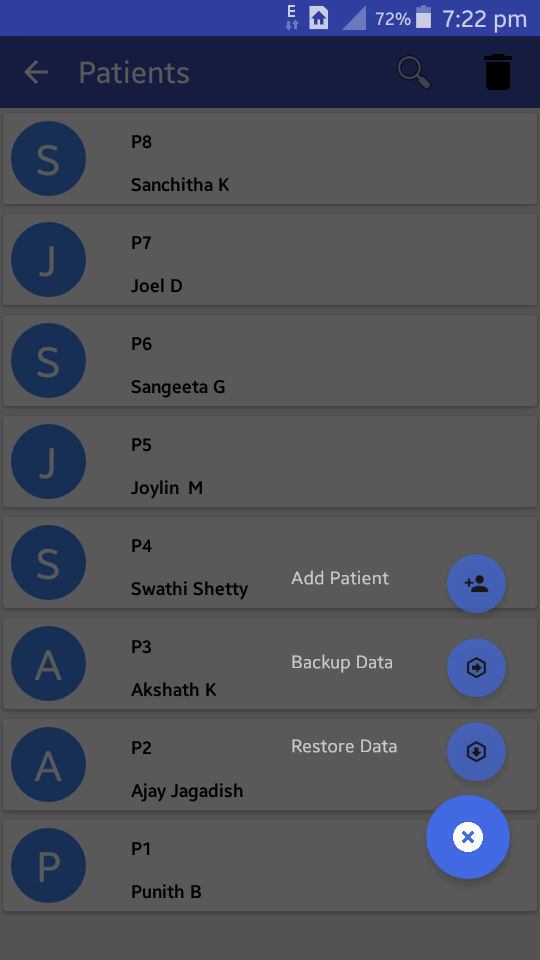 E 72% 7:22 pm
Patients
S
P8
Sanchitha K
J
P7
Joel D
S
P6
Sangeeta G
J
P5
Joylin M
S
P4
Swathi Shetty
Add Patient
A
P3
Akshath K
Backup Data
A
P2
Ajay Jagadish
Restore Data
P
P1
Punith B